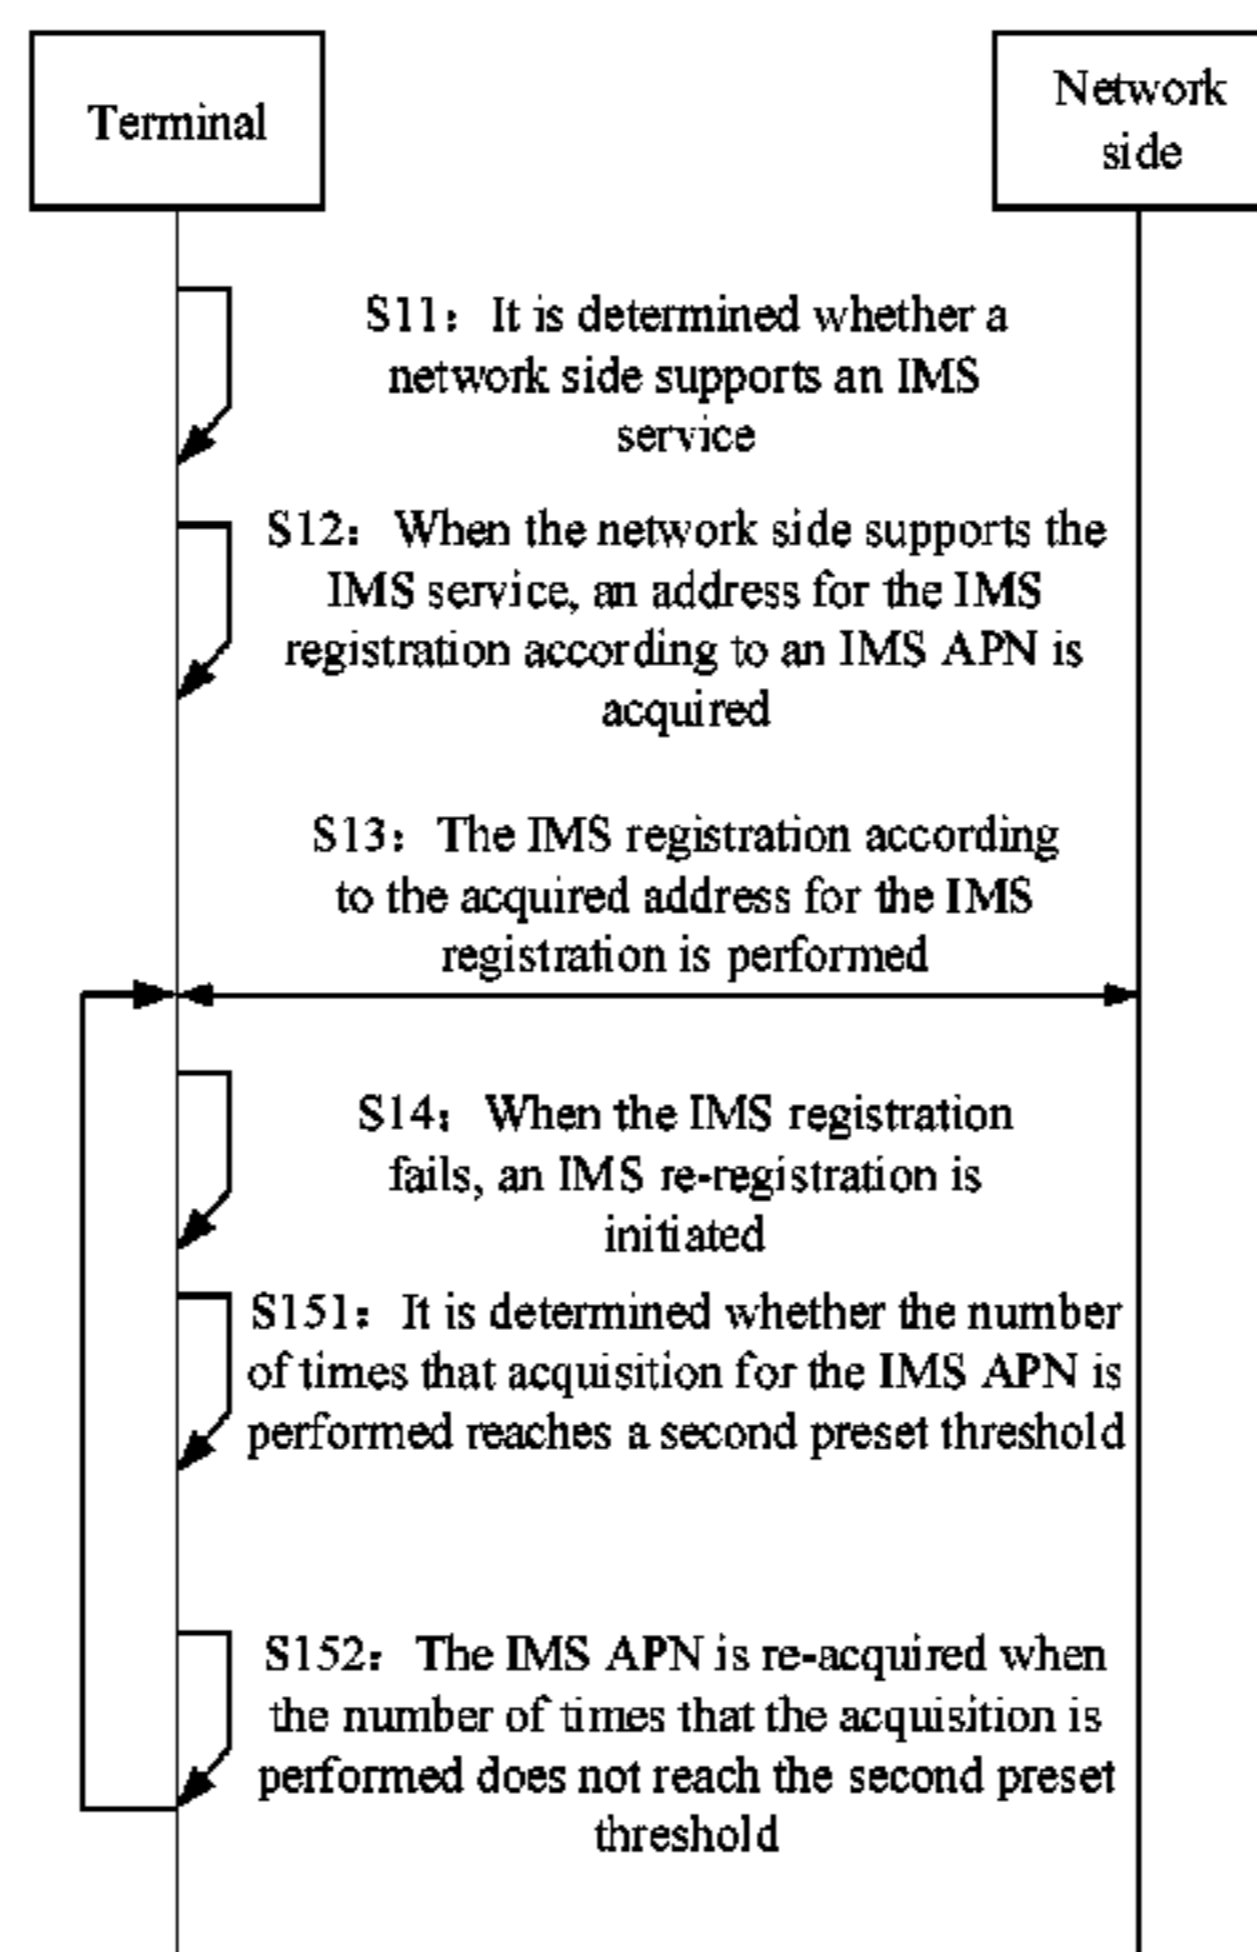 Terminal
Network
side
S11：It is determined whether a
network side supports an IMS
service
S12：When the network side supports the
IMS service, an address for the IMS
registration according to an IMS APN is
acquired
S13：The IMS registration according
to the acquired address for the IMS
registration is performed
S14：When the IMS registration
fails, an IMS re-registration is
initiated
S151：It is determined whether the number
of times that acquisition for the IMS APN is
performed reaches a second preset threshold
S152：The IMS APN is re-acquired when
the number of times that the acquisition is
performed does not reach the second preset
threshold